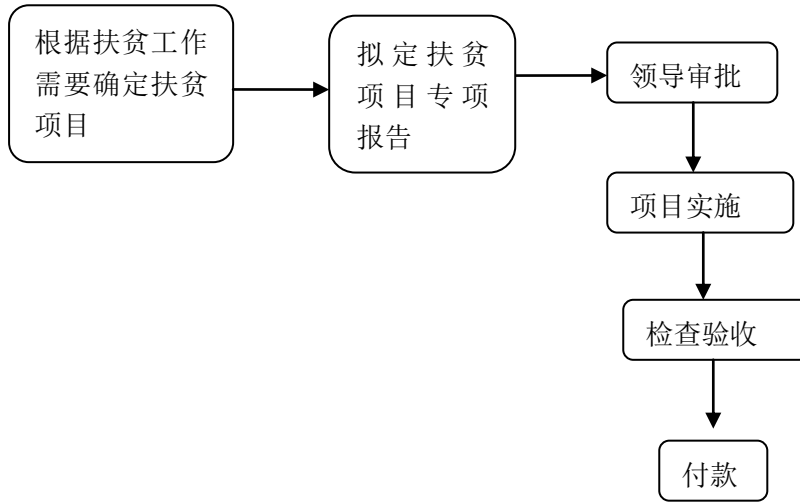 根据扶贫工作
需要确定扶贫
项目
拟定扶贫
项目专项
报告
领导审批
项目实施
检查验收
付款